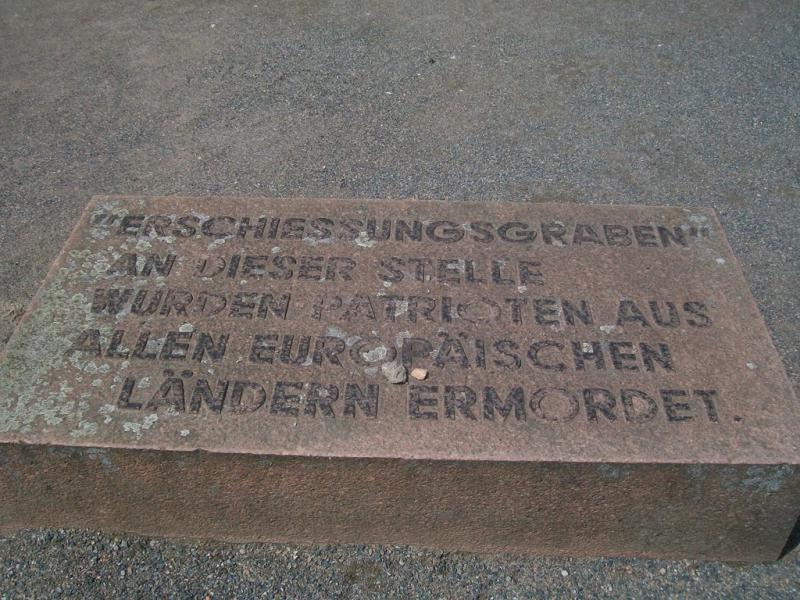 "ERSCHIESSUNGSGRABEN"
AN DIESER STELLE
WURDEN PATRIOTEN AUS
ALLEN EUROPÄISCHEN
LÄNDERN ERMORDET.